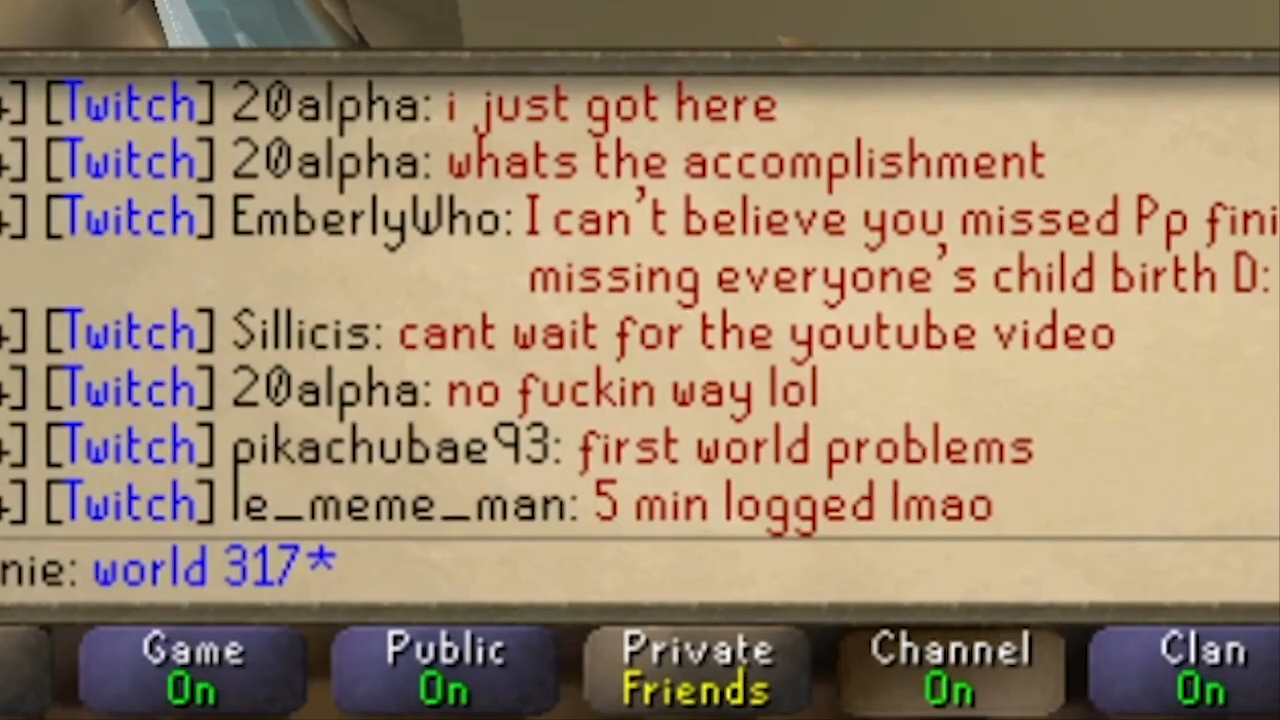 [Twitch] 20alpha: i just got here
[Twitch] 20alpha: whats the accomplishment
[Twitch] EmberlyWho: I can't believe you missed Pp fini
missing everyone's child birth D:
[Twitch] Sillicis: cant wait for the youtube video
[Twitch] 20alpha: no fuckin way lol
[Twitch] pikachubae93: first world problems
[Twitch] le_meme_man: 5 min logged lmao
nie: world 317*
Game Public Private Channel Clan
On On Friends On On